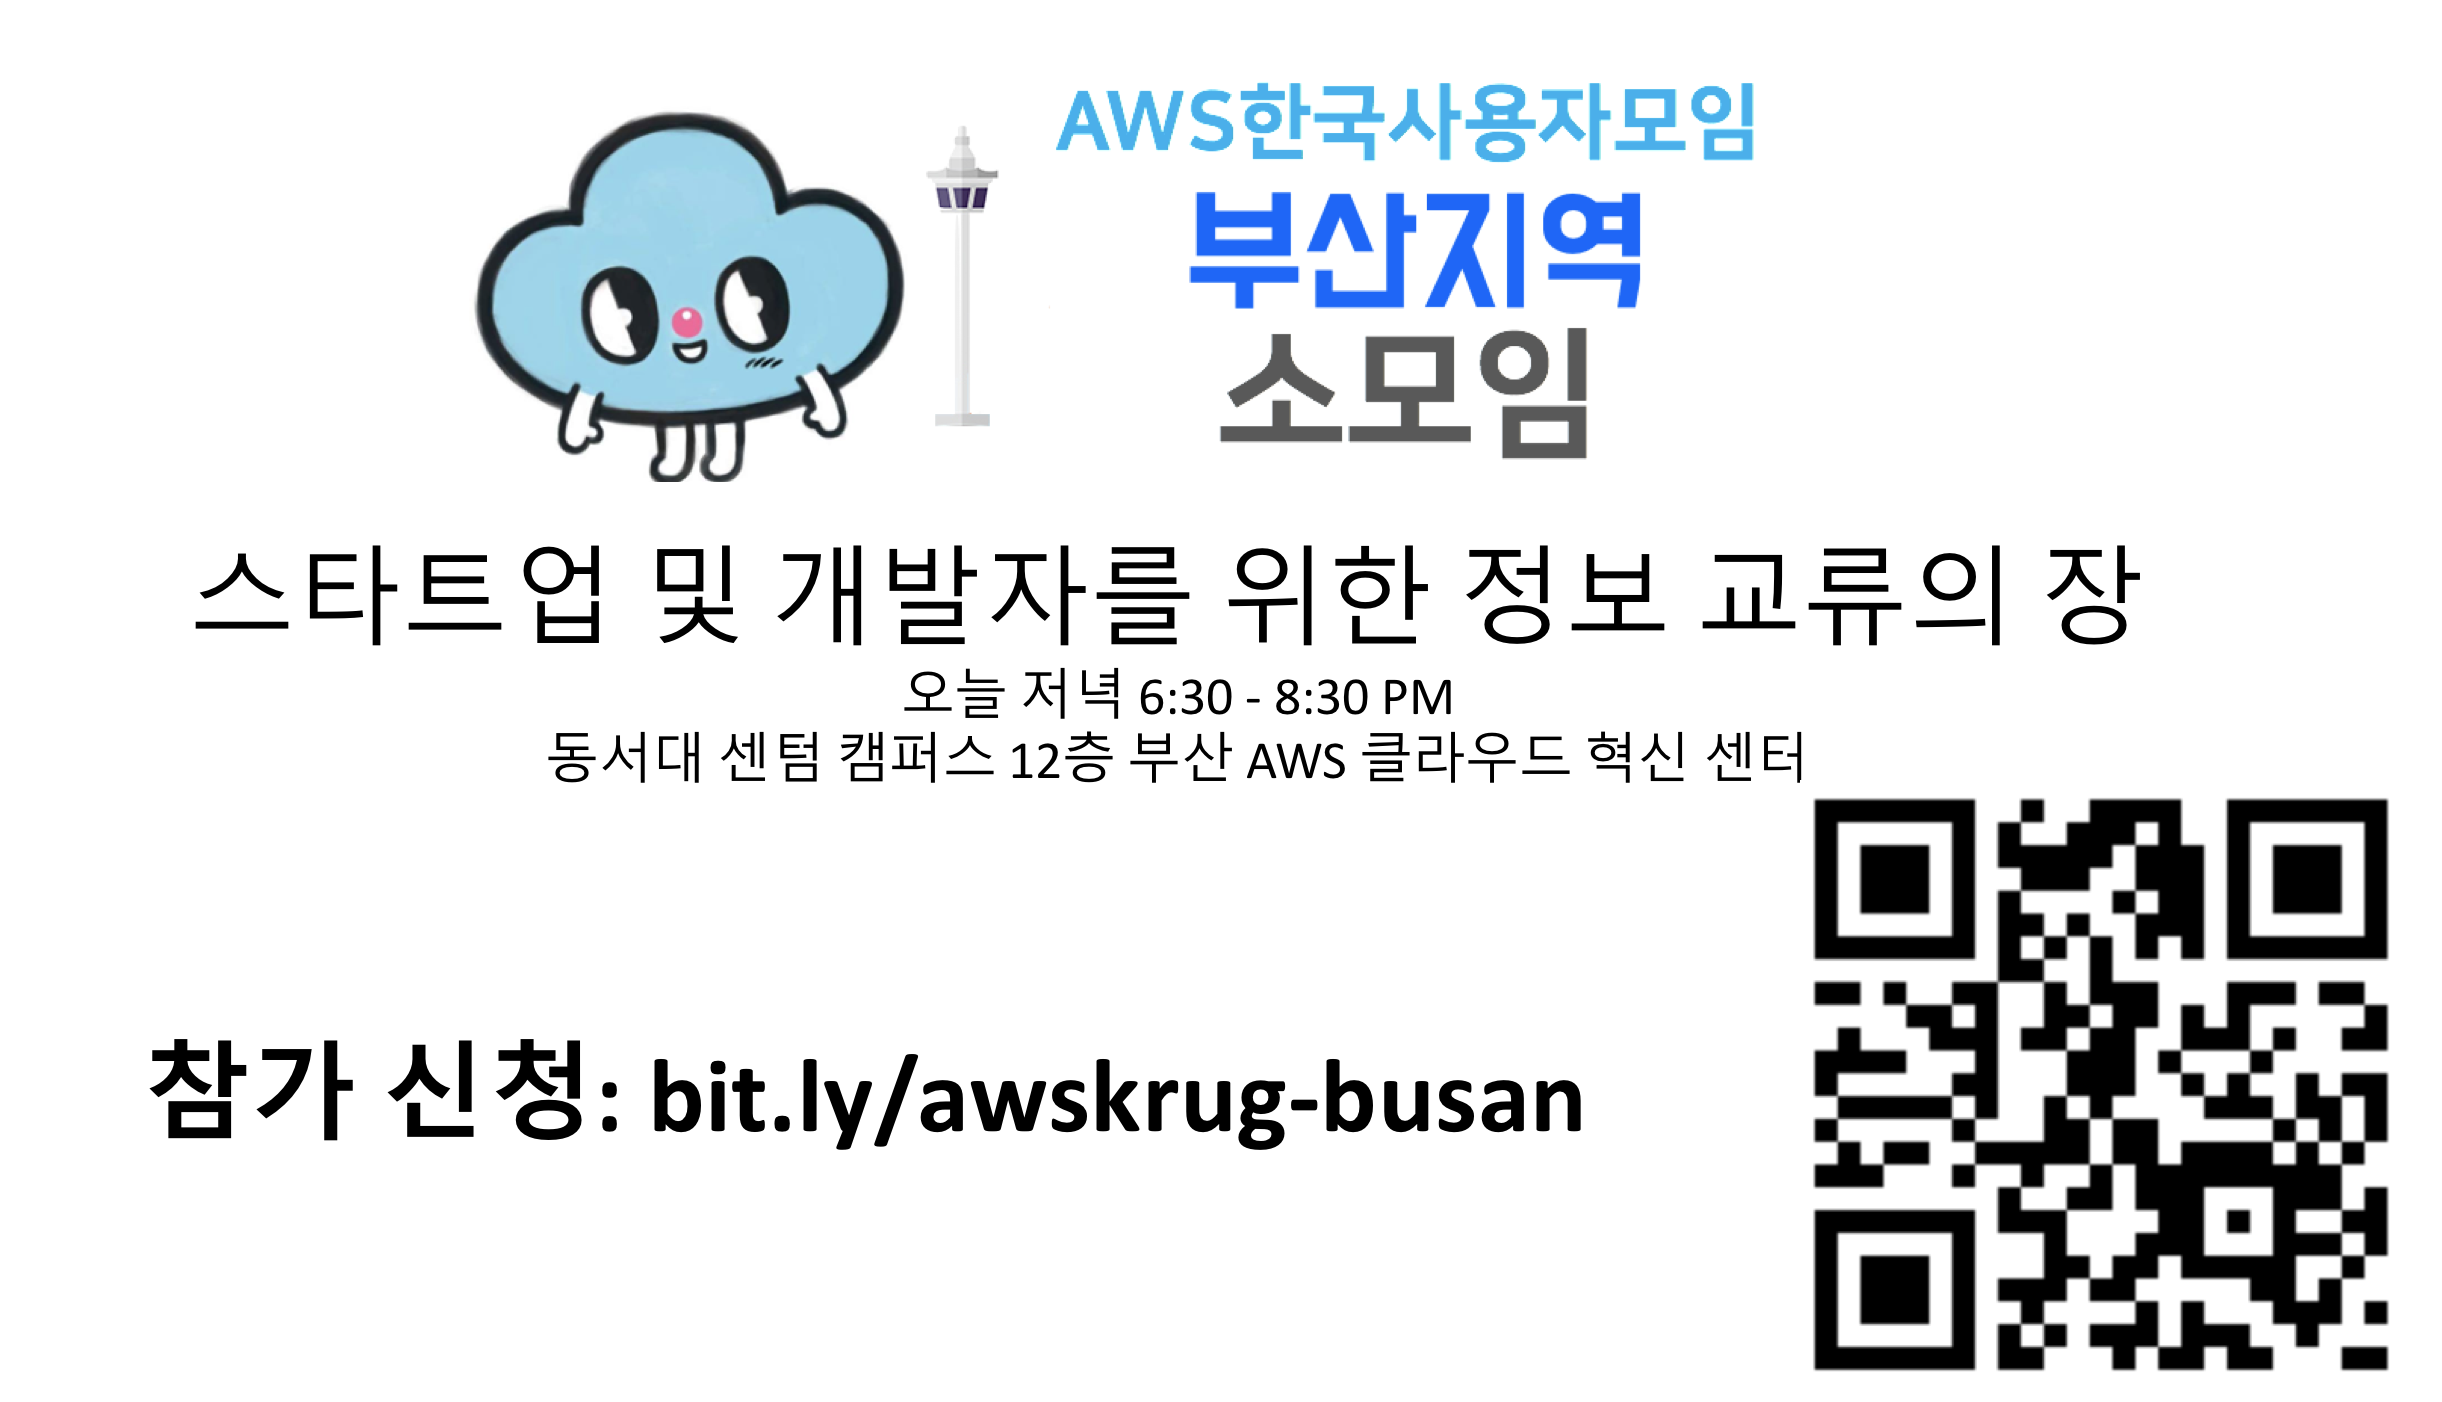 AWS한국사용자모임
부산지역
소모임
스타트업 및 개발자를 위한 정보 교류의 장
오늘 저녁 6:30 - 8:30 PM
동서대 센텀 캠퍼스 12층 부산 AWS 클라우드 혁신 센터
참가 신청: bit.ly/awskrug-busan